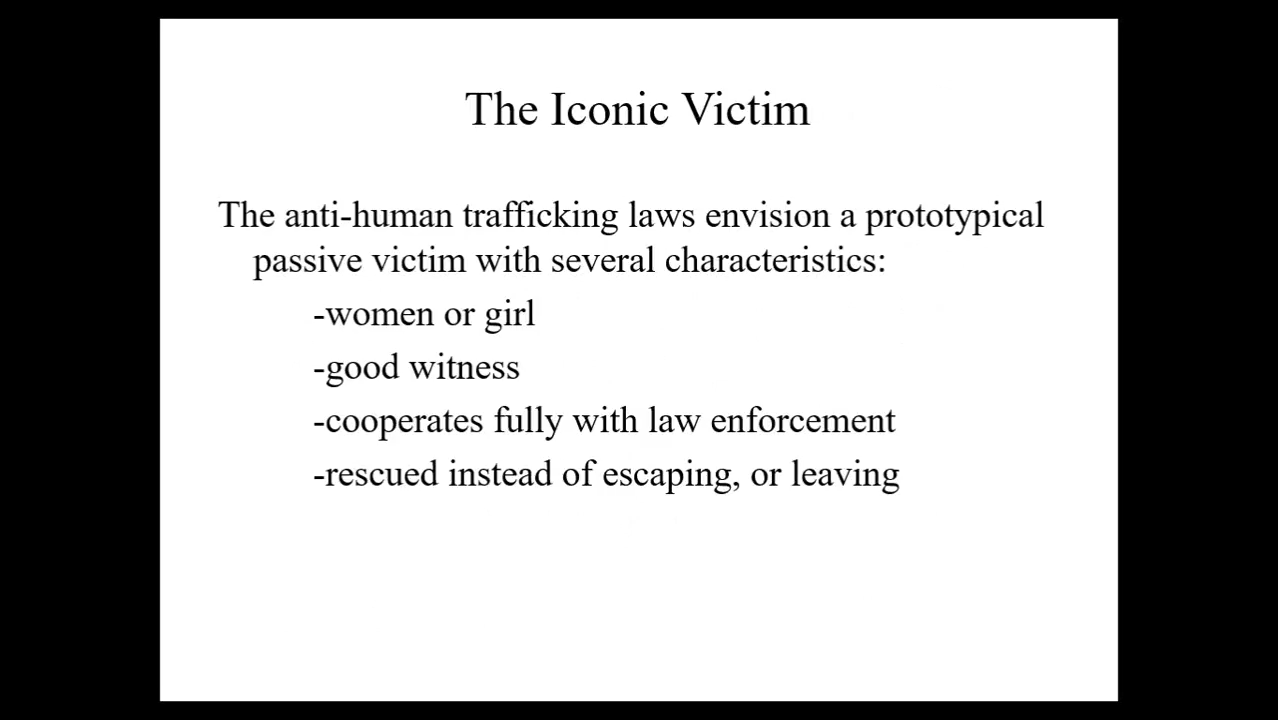 The Iconic Victim
The anti-human trafficking laws envision a prototypical
passive victim with several characteristics:
-women or girl
-good witness
-cooperates fully with law enforcement
-rescued instead of escaping, or leaving